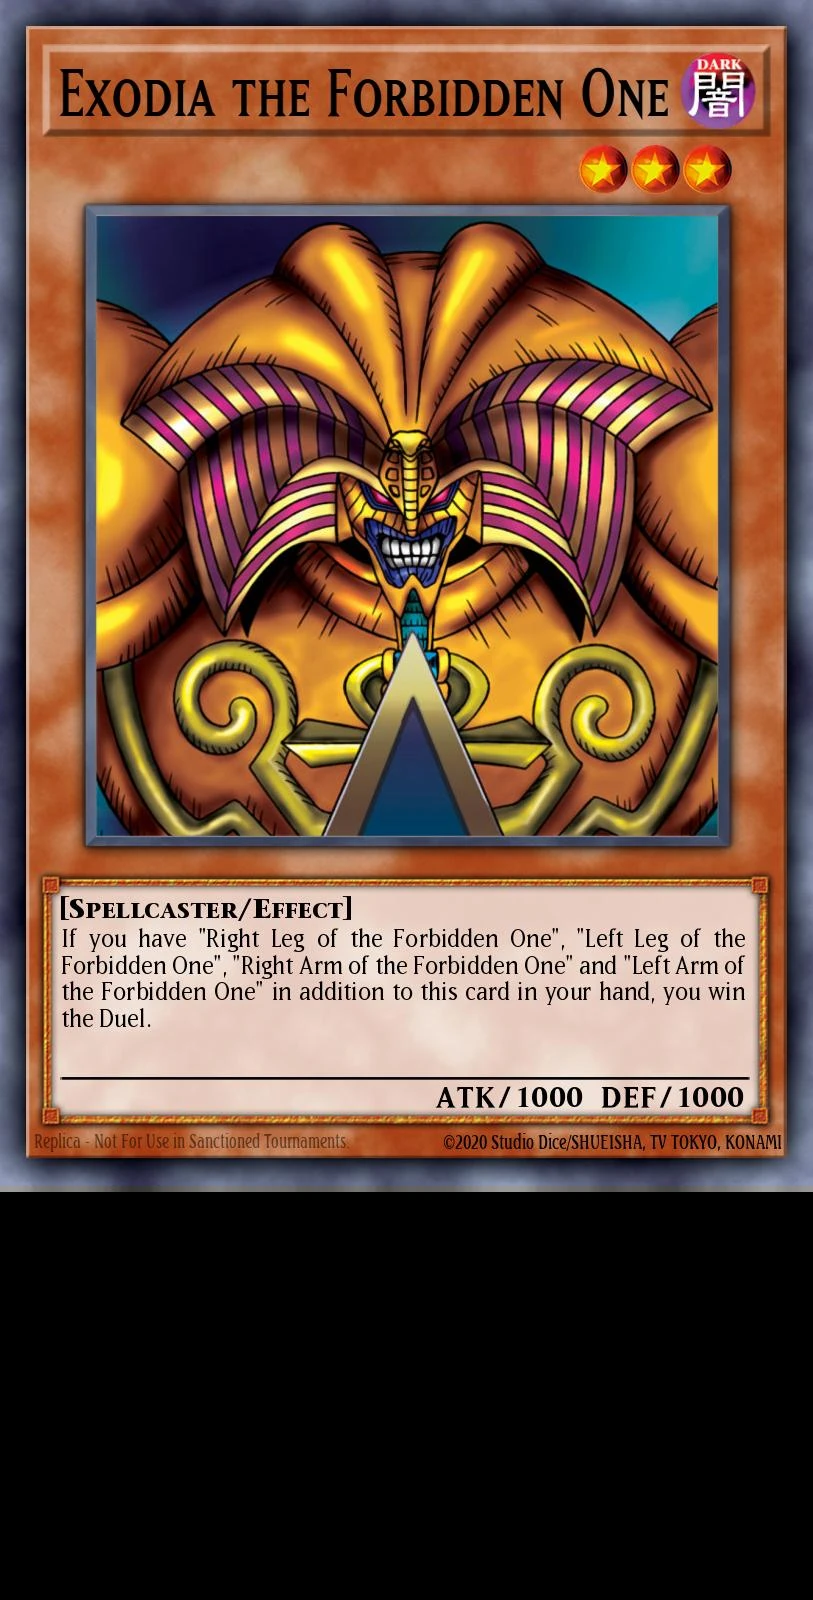 Exodia the Forbidden One
DARK
闇
[Spellcaster/Effect]
If you have "Right Leg of the Forbidden One", "Left Leg of the
Forbidden One", "Right Arm of the Forbidden One" and "Left Arm of
the Forbidden One" in addition to this card in your hand, you win
the Duel.
ATK/1000 DEF/1000
Replica - Not For Use in Sanctioned Tournaments.
©2020 Studio Dice/SHUEISHA, TV TOKYO, KONAMI